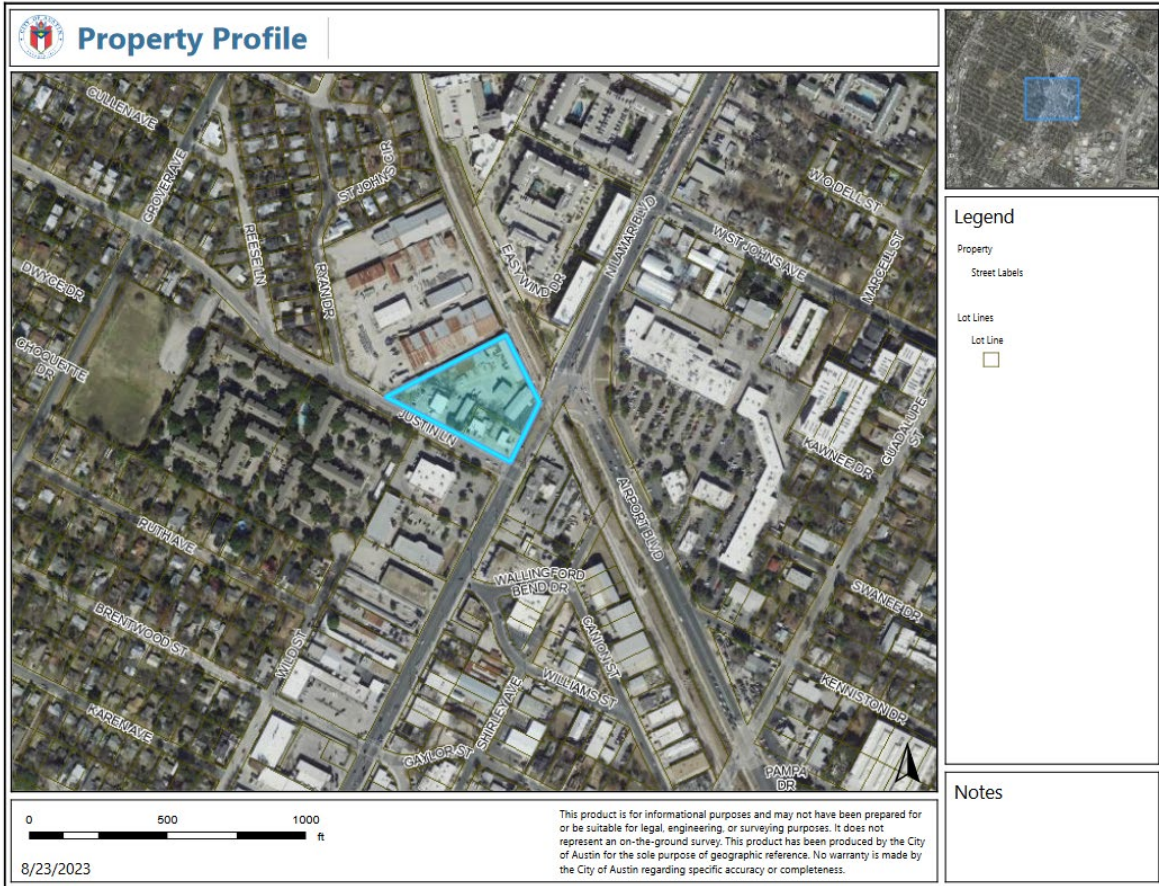 CITY OF AUSTIN
Property Profile
CULLEN AVE
GROVER AVE
ST JOHNS CIR
REESE LN
RYAN DR
DWYCE DR
CHOQUETTE
DR
EASY WIND DR
N LAMAR BLVD
W ODELL ST
W ST JOHNS AVE
MARCELL ST
JUSTIN LN
KAWNEE DR
GUADALUPE
ST
AIRPORT BLVD
RUTH AVE
WALLINGFORD
BEND DR
SWANEE DR
BRENTWOOD ST
WILD ST
CANION ST
WILLIAMS ST
SHIRLEY AVE
KENNISTON DR
KAREN AVE
GAYLOR ST
PAMPA
DR
Legend
Property
Street Labels
Lot Lines
Lot Line
Notes
0 500 1000
ft
8/23/2023
This product is for informational purposes and may not have been prepared for
or be suitable for legal, engineering, or surveying purposes. It does not
represent an on-the-ground survey. This product has been produced by the City
of Austin for the sole purpose of geographic reference. No warranty is made by
the City of Austin regarding specific accuracy or completeness.